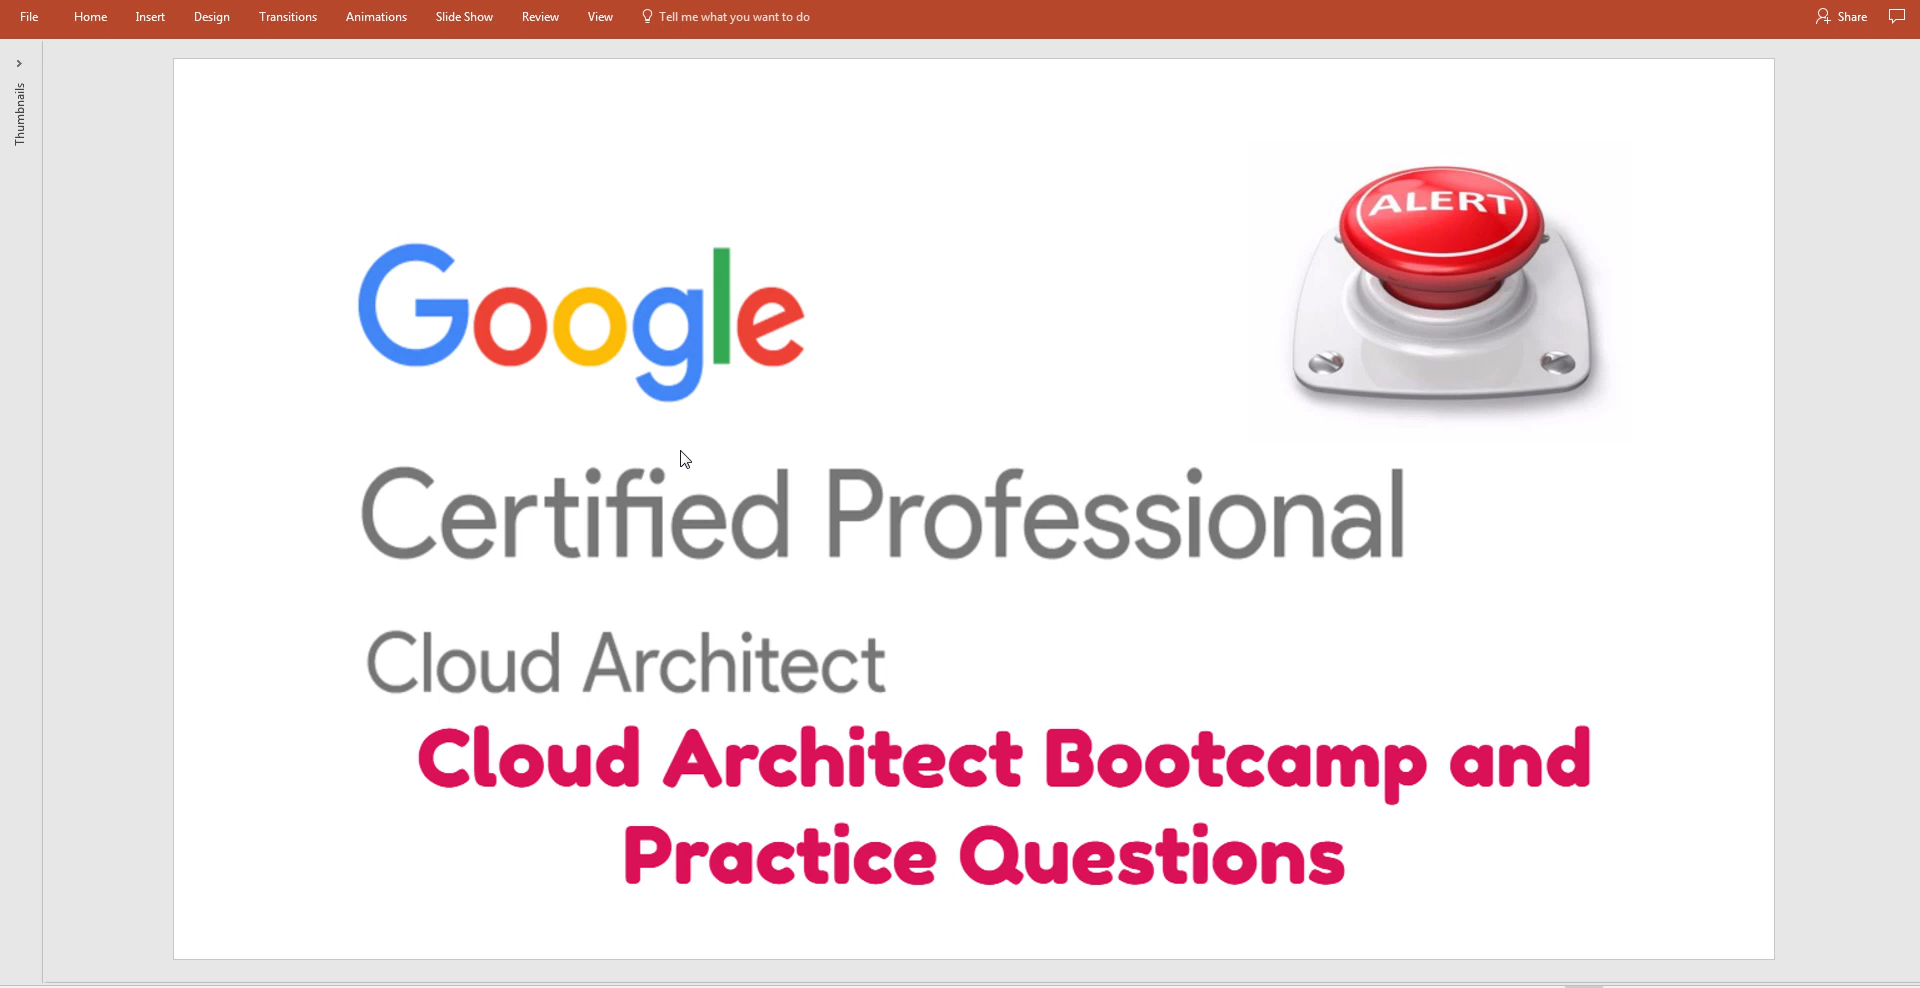 File Home Insert Design Transitions Animations Slide Show Review View Tell me what you want to do Share
Thumbnails
ALERT
Google
Certified Professional
Cloud Architect
Cloud Architect Bootcamp and
Practice Questions